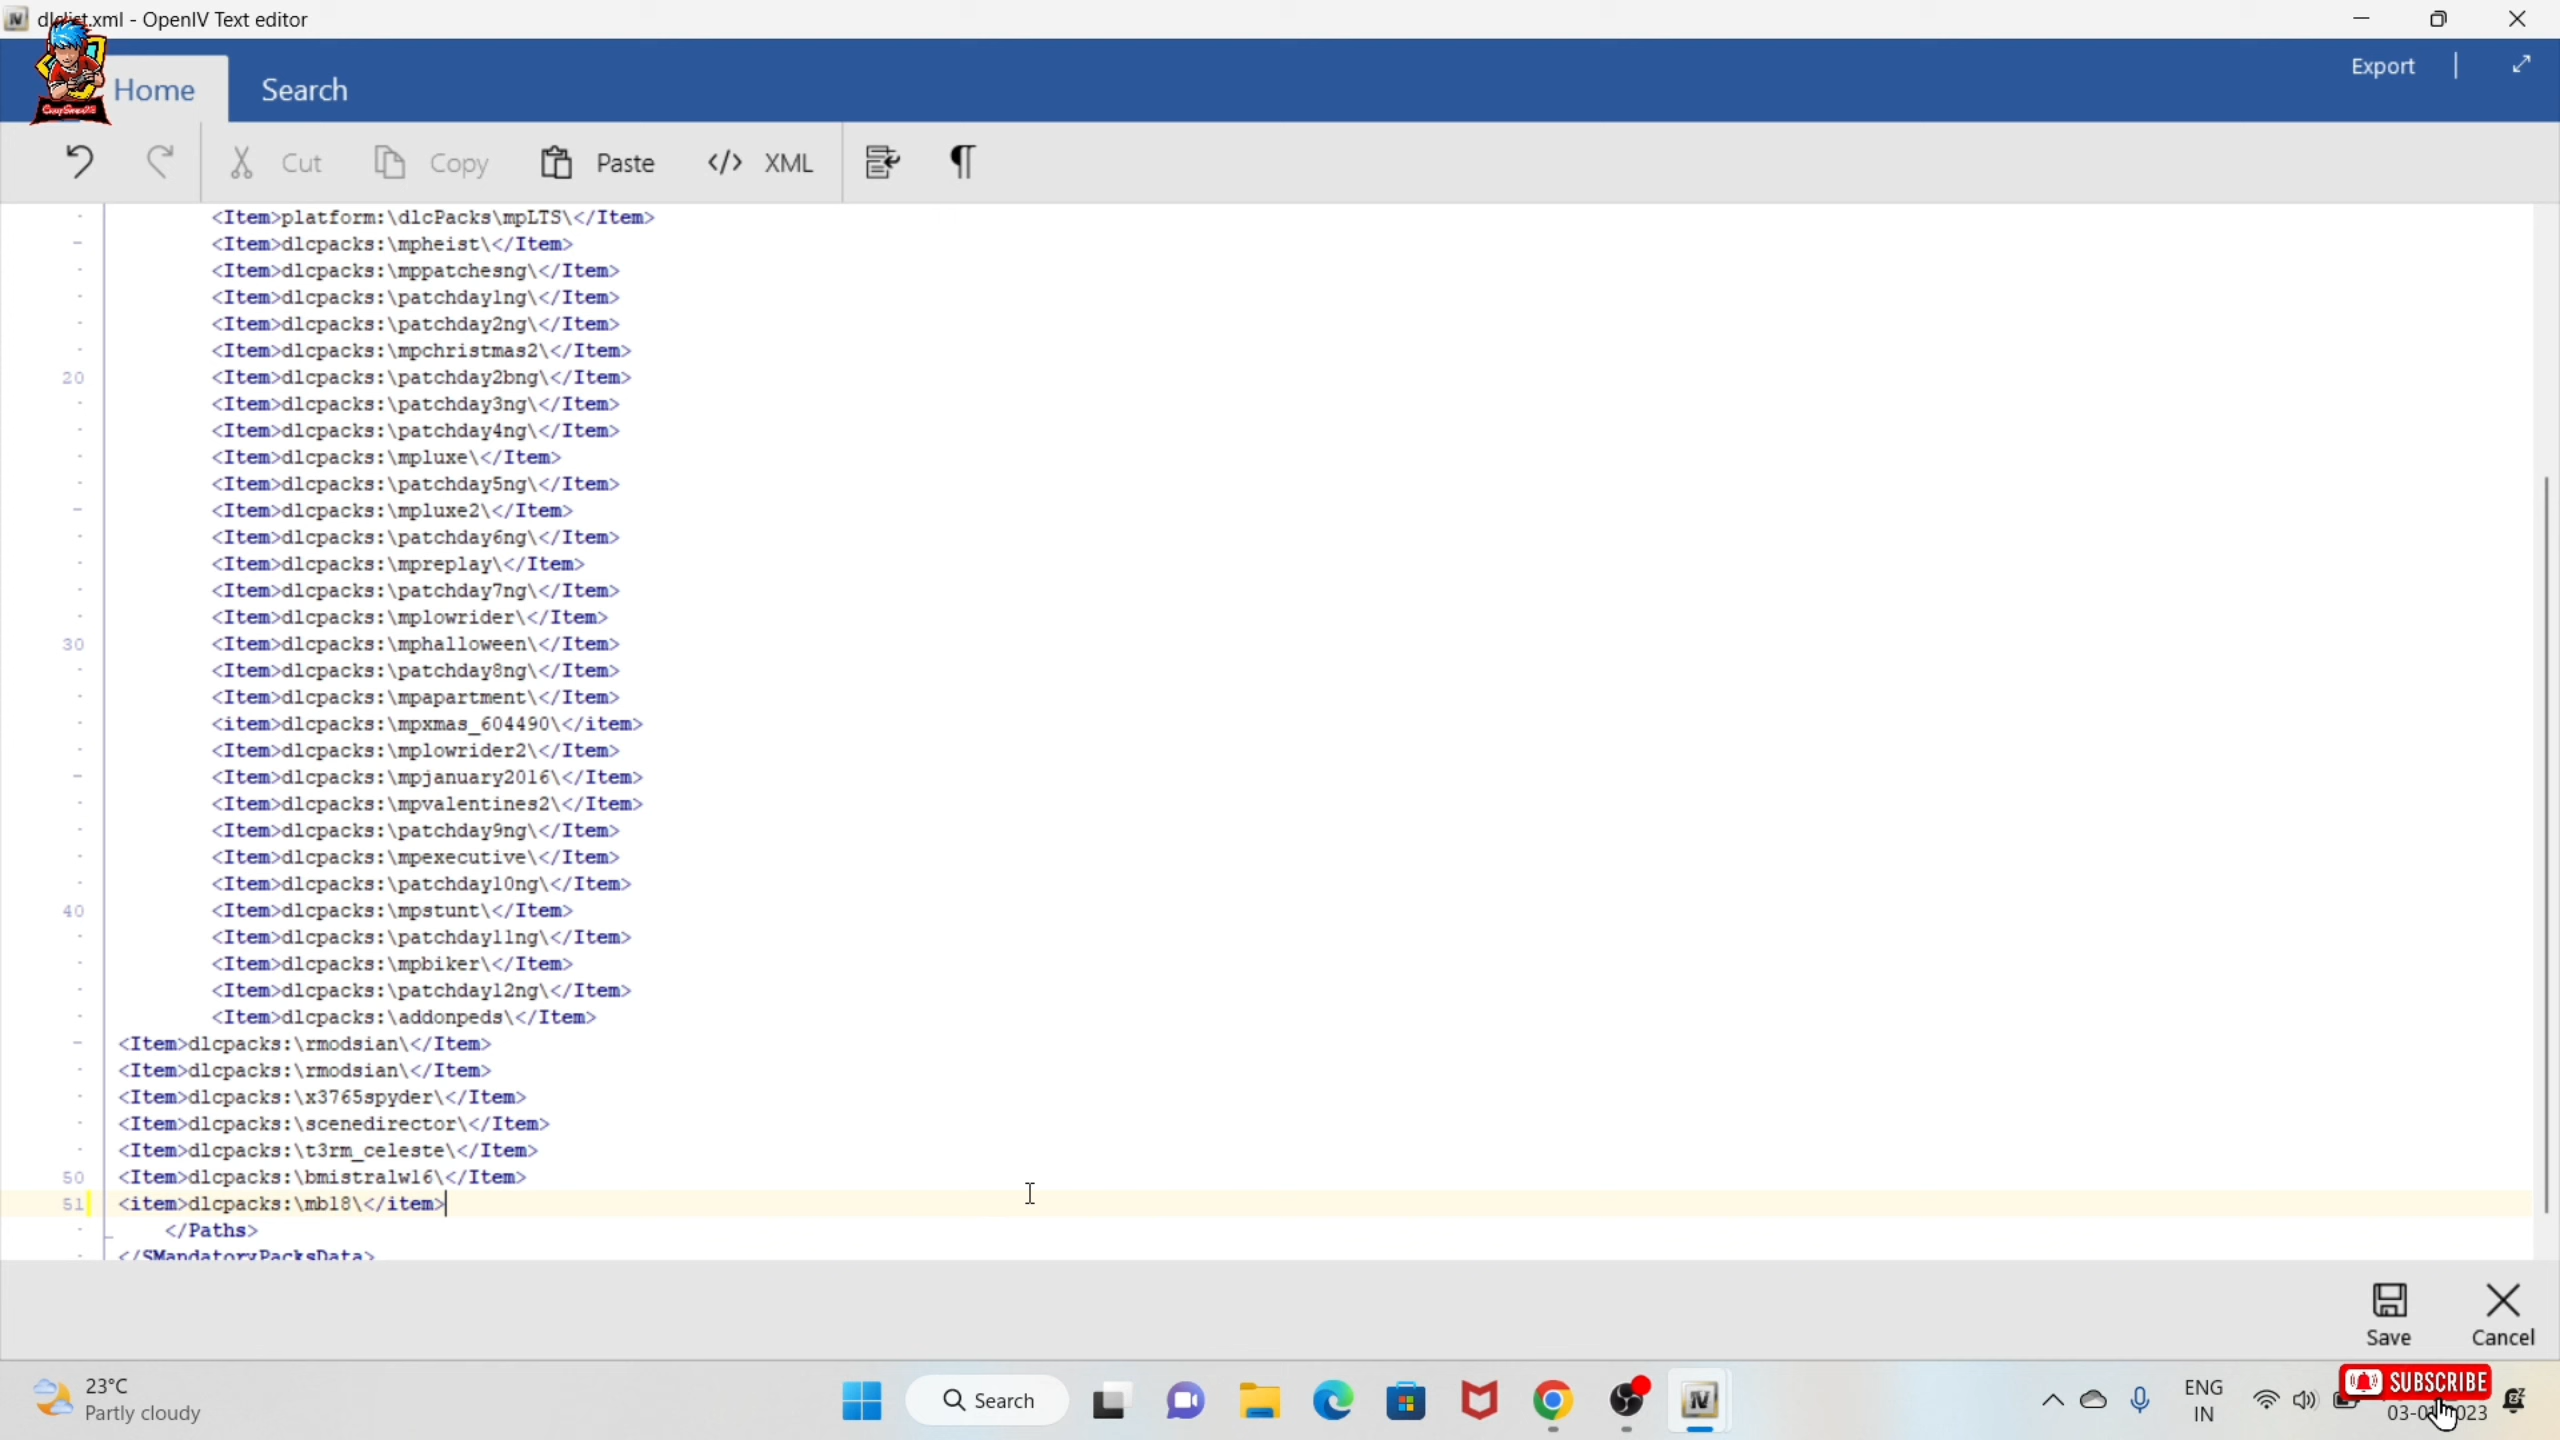 dlclist.xml - OpenIV Text editor
Export
Home Search
Cut Copy Paste </> XML
<Item>platform:\dlcPacks\mpLTS\</Item>
<Item>dlcpacks:\mpheist\</Item>
<Item>dlcpacks:\mppatchesng\</Item>
<Item>dlcpacks:\patchday1ng\</Item>
<Item>dlcpacks:\patchday2ng\</Item>
<Item>dlcpacks:\mpchristmas2\</Item>
20 <Item>dlcpacks:\patchday2bng\</Item>
<Item>dlcpacks:\patchday3ng\</Item>
<Item>dlcpacks:\patchday4ng\</Item>
<Item>dlcpacks:\mpluxe\</Item>
<Item>dlcpacks:\patchday5ng\</Item>
<Item>dlcpacks:\mpluxe2\</Item>
<Item>dlcpacks:\patchday6ng\</Item>
<Item>dlcpacks:\mpreplay\</Item>
<Item>dlcpacks:\patchday7ng\</Item>
<Item>dlcpacks:\mplowrider\</Item>
30 <Item>dlcpacks:\mphalloween\</Item>
<Item>dlcpacks:\patchday8ng\</Item>
<Item>dlcpacks:\mpapartment\</Item>
<item>dlcpacks:\mpxmas_604490\</item>
<Item>dlcpacks:\mplowrider2\</Item>
<Item>dlcpacks:\mpjanuary2016\</Item>
<Item>dlcpacks:\mpvalentines2\</Item>
<Item>dlcpacks:\patchday9ng\</Item>
<Item>dlcpacks:\mpexecutive\</Item>
<Item>dlcpacks:\patchday10ng\</Item>
40 <Item>dlcpacks:\mpstunt\</Item>
<Item>dlcpacks:\patchday11ng\</Item>
<Item>dlcpacks:\mpbiker\</Item>
<Item>dlcpacks:\patchday12ng\</Item>
<Item>dlcpacks:\addonpeds\</Item>
<Item>dlcpacks:\rmodsian\</Item>
<Item>dlcpacks:\rmodsian\</Item>
<Item>dlcpacks:\x3765spyder\</Item>
<Item>dlcpacks:\scenedirector\</Item>
<Item>dlcpacks:\t3rm_celeste\</Item>
50 <Item>dlcpacks:\bmistralw16\</Item>
51 <item>dlcpacks:\mb18\</item>
</Paths>
</SMandatoryPacksData>
Save Cancel
23°C
Partly cloudy
Search
ENG
IN
SUBSCRIBE